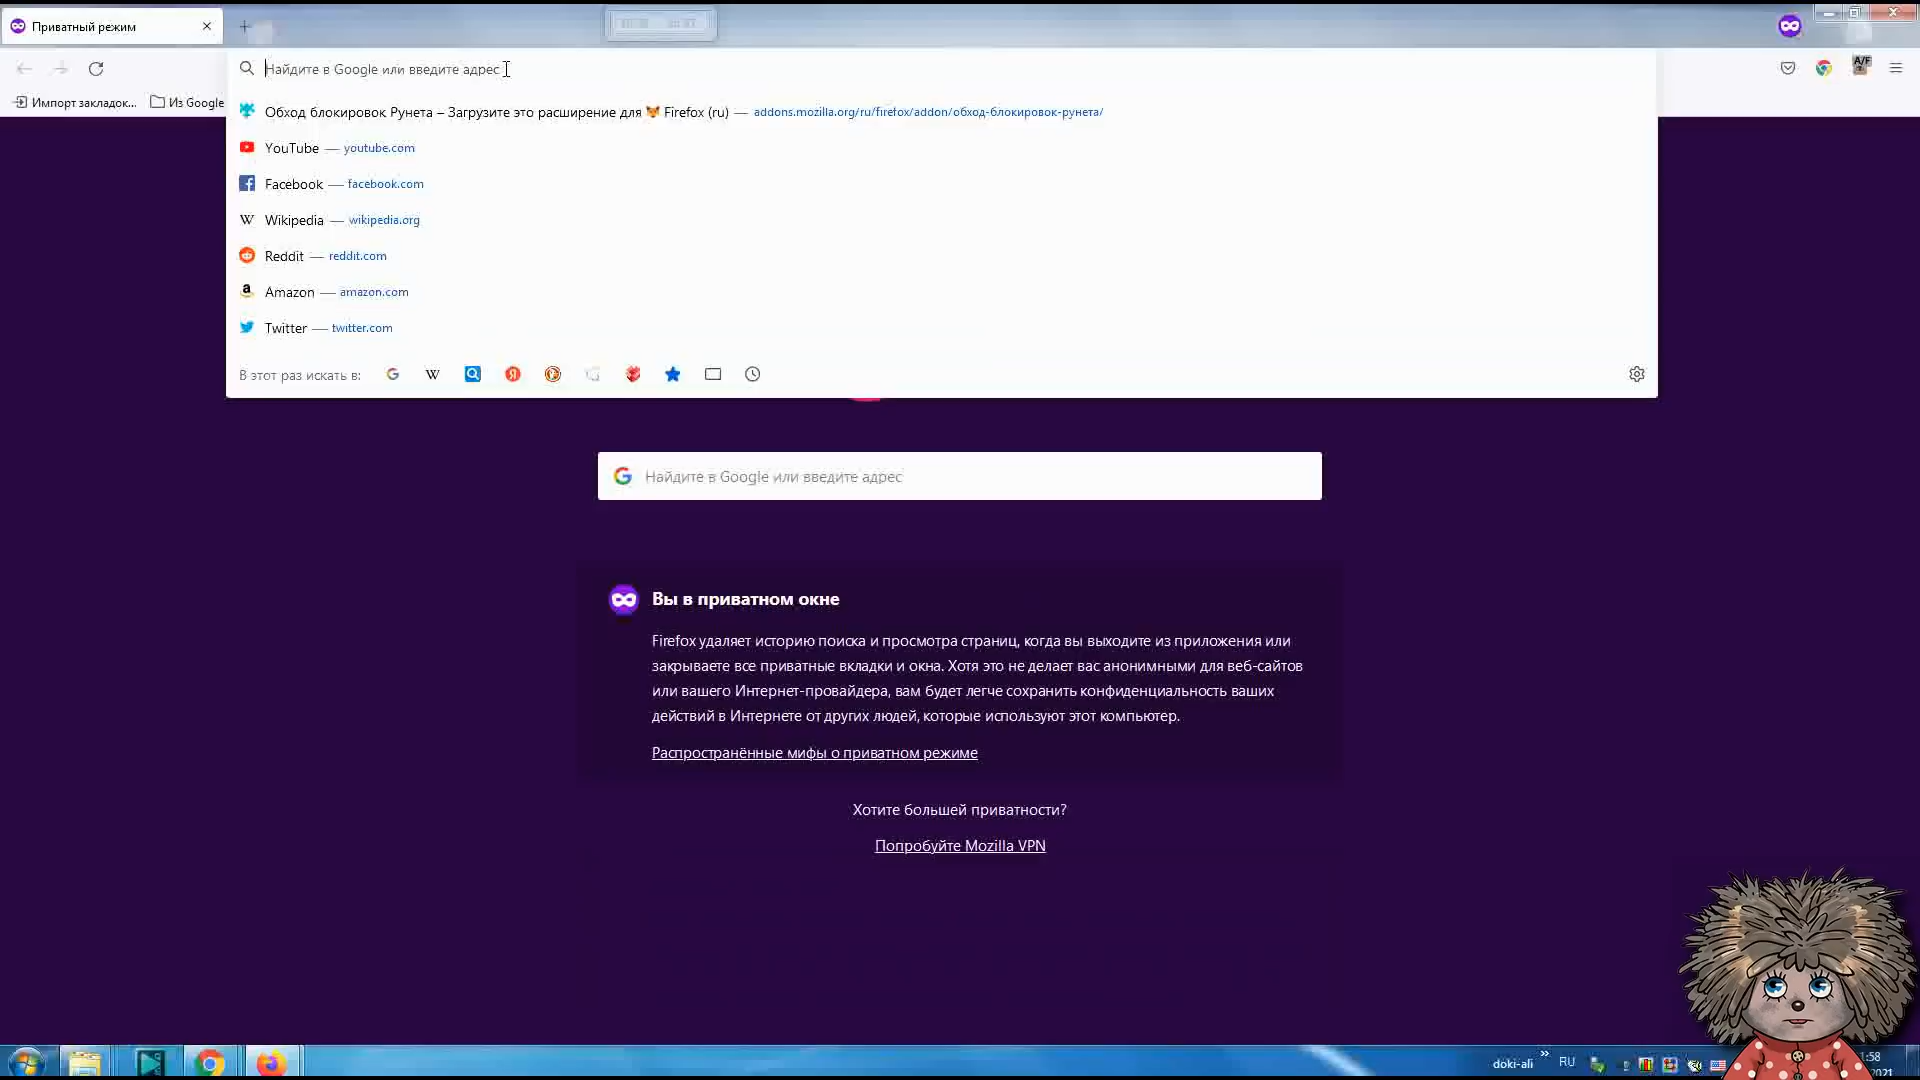 Приватный режим
Найдите в Google или введите адрес
Импорт закладок...
Из Google
Обход блокировок Рунета – Загрузите это расширение для 🦊 Firefox (ru) — addons.mozilla.org/ru/firefox/addon/обход-блокировок-рунета/
YouTube — youtube.com
Facebook — facebook.com
Wikipedia — wikipedia.org
Reddit — reddit.com
Amazon — amazon.com
Twitter — twitter.com
В этот раз искать в:
Найдите в Google или введите адрес
Вы в приватном окне
Firefox удаляет историю поиска и просмотра страниц, когда вы выходите из приложения или
закрываете все приватные вкладки и окна. Хотя это не делает вас анонимными для веб-сайтов
или вашего Интернет-провайдера, вам будет легче сохранить конфиденциальность ваших
действий в Интернете от других людей, которые используют этот компьютер.
Распространённые мифы о приватном режиме
Хотите большей приватности?
Попробуйте Mozilla VPN
A/F
doki-ali
RU
:58
2021